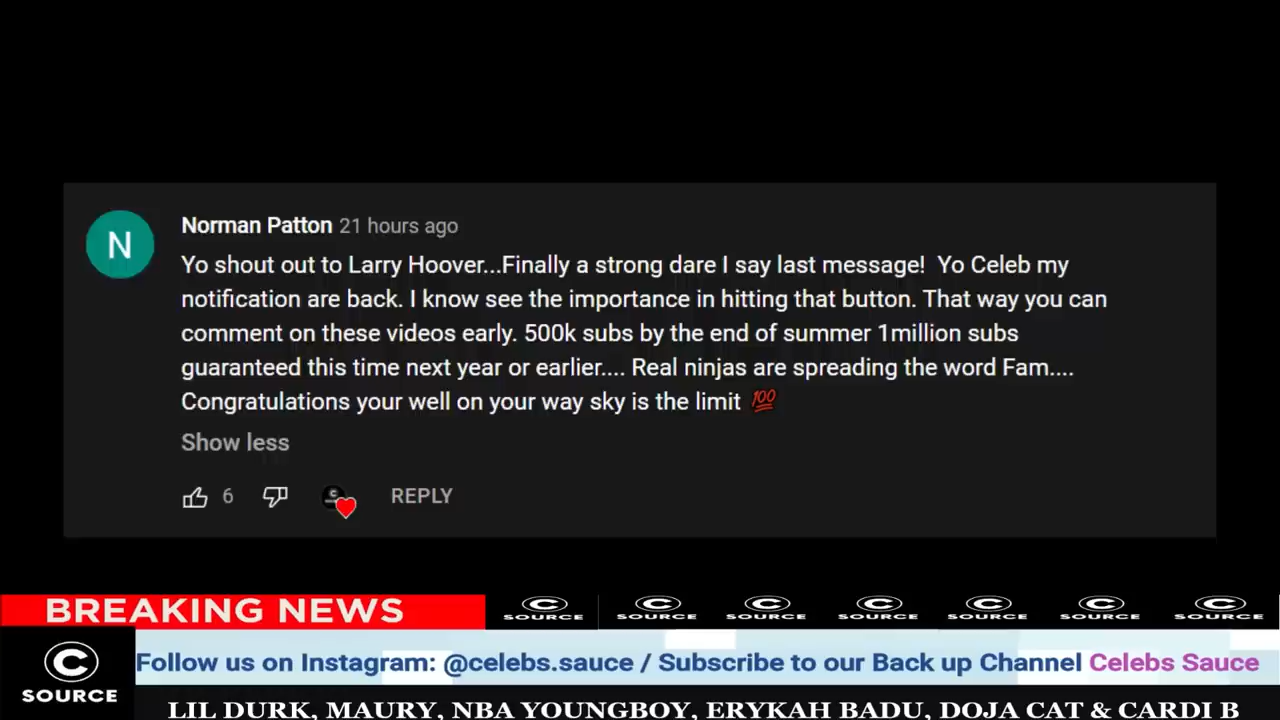 N
Norman Patton 21 hours ago
Yo shout out to Larry Hoover...Finally a strong dare I say last message!  Yo Celeb my
notification are back. I know see the importance in hitting that button. That way you can
comment on these videos early. 500k subs by the end of summer 1million subs
guaranteed this time next year or earlier.... Real ninjas are spreading the word Fam....
Congratulations your well on your way sky is the limit 💯
Show less
6 REPLY
BREAKING NEWS
C SOURCE C SOURCE C SOURCE C SOURCE C SOURCE C SOURCE C SOURCE
C
SOURCE
Follow us on Instagram: @celebs.sauce / Subscribe to our Back up Channel Celebs Sauce
LIL DURK, MAURY, NBA YOUNGBOY, ERYKAH BADU, DOJA CAT & CARDI B